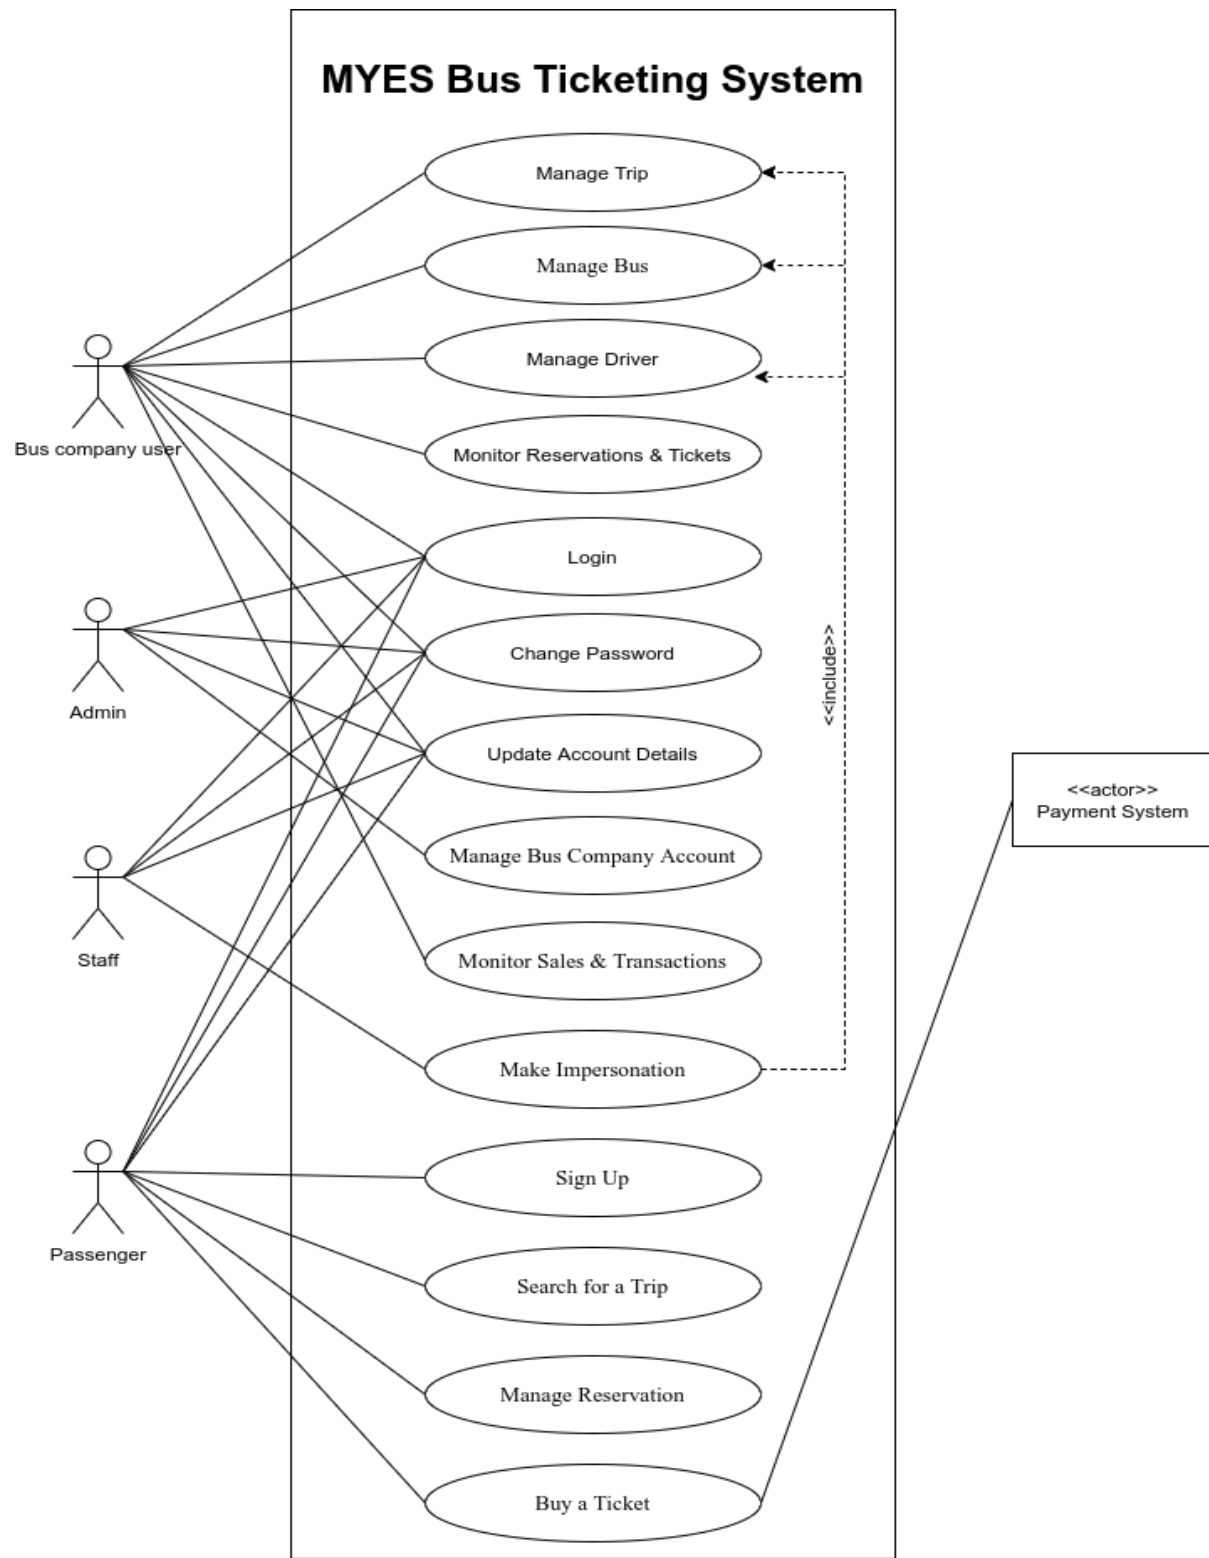 MYES Bus Ticketing System
Manage Trip
Manage Bus
Manage Driver
Bus company user
Monitor Reservations & Tickets
Login
Change Password
<<include>>
Admin
Update Account Details
<<actor>>
Payment System
Manage Bus Company Account
Staff
Monitor Sales & Transactions
Make Impersonation
Sign Up
Passenger
Search for a Trip
Manage Reservation
Buy a Ticket